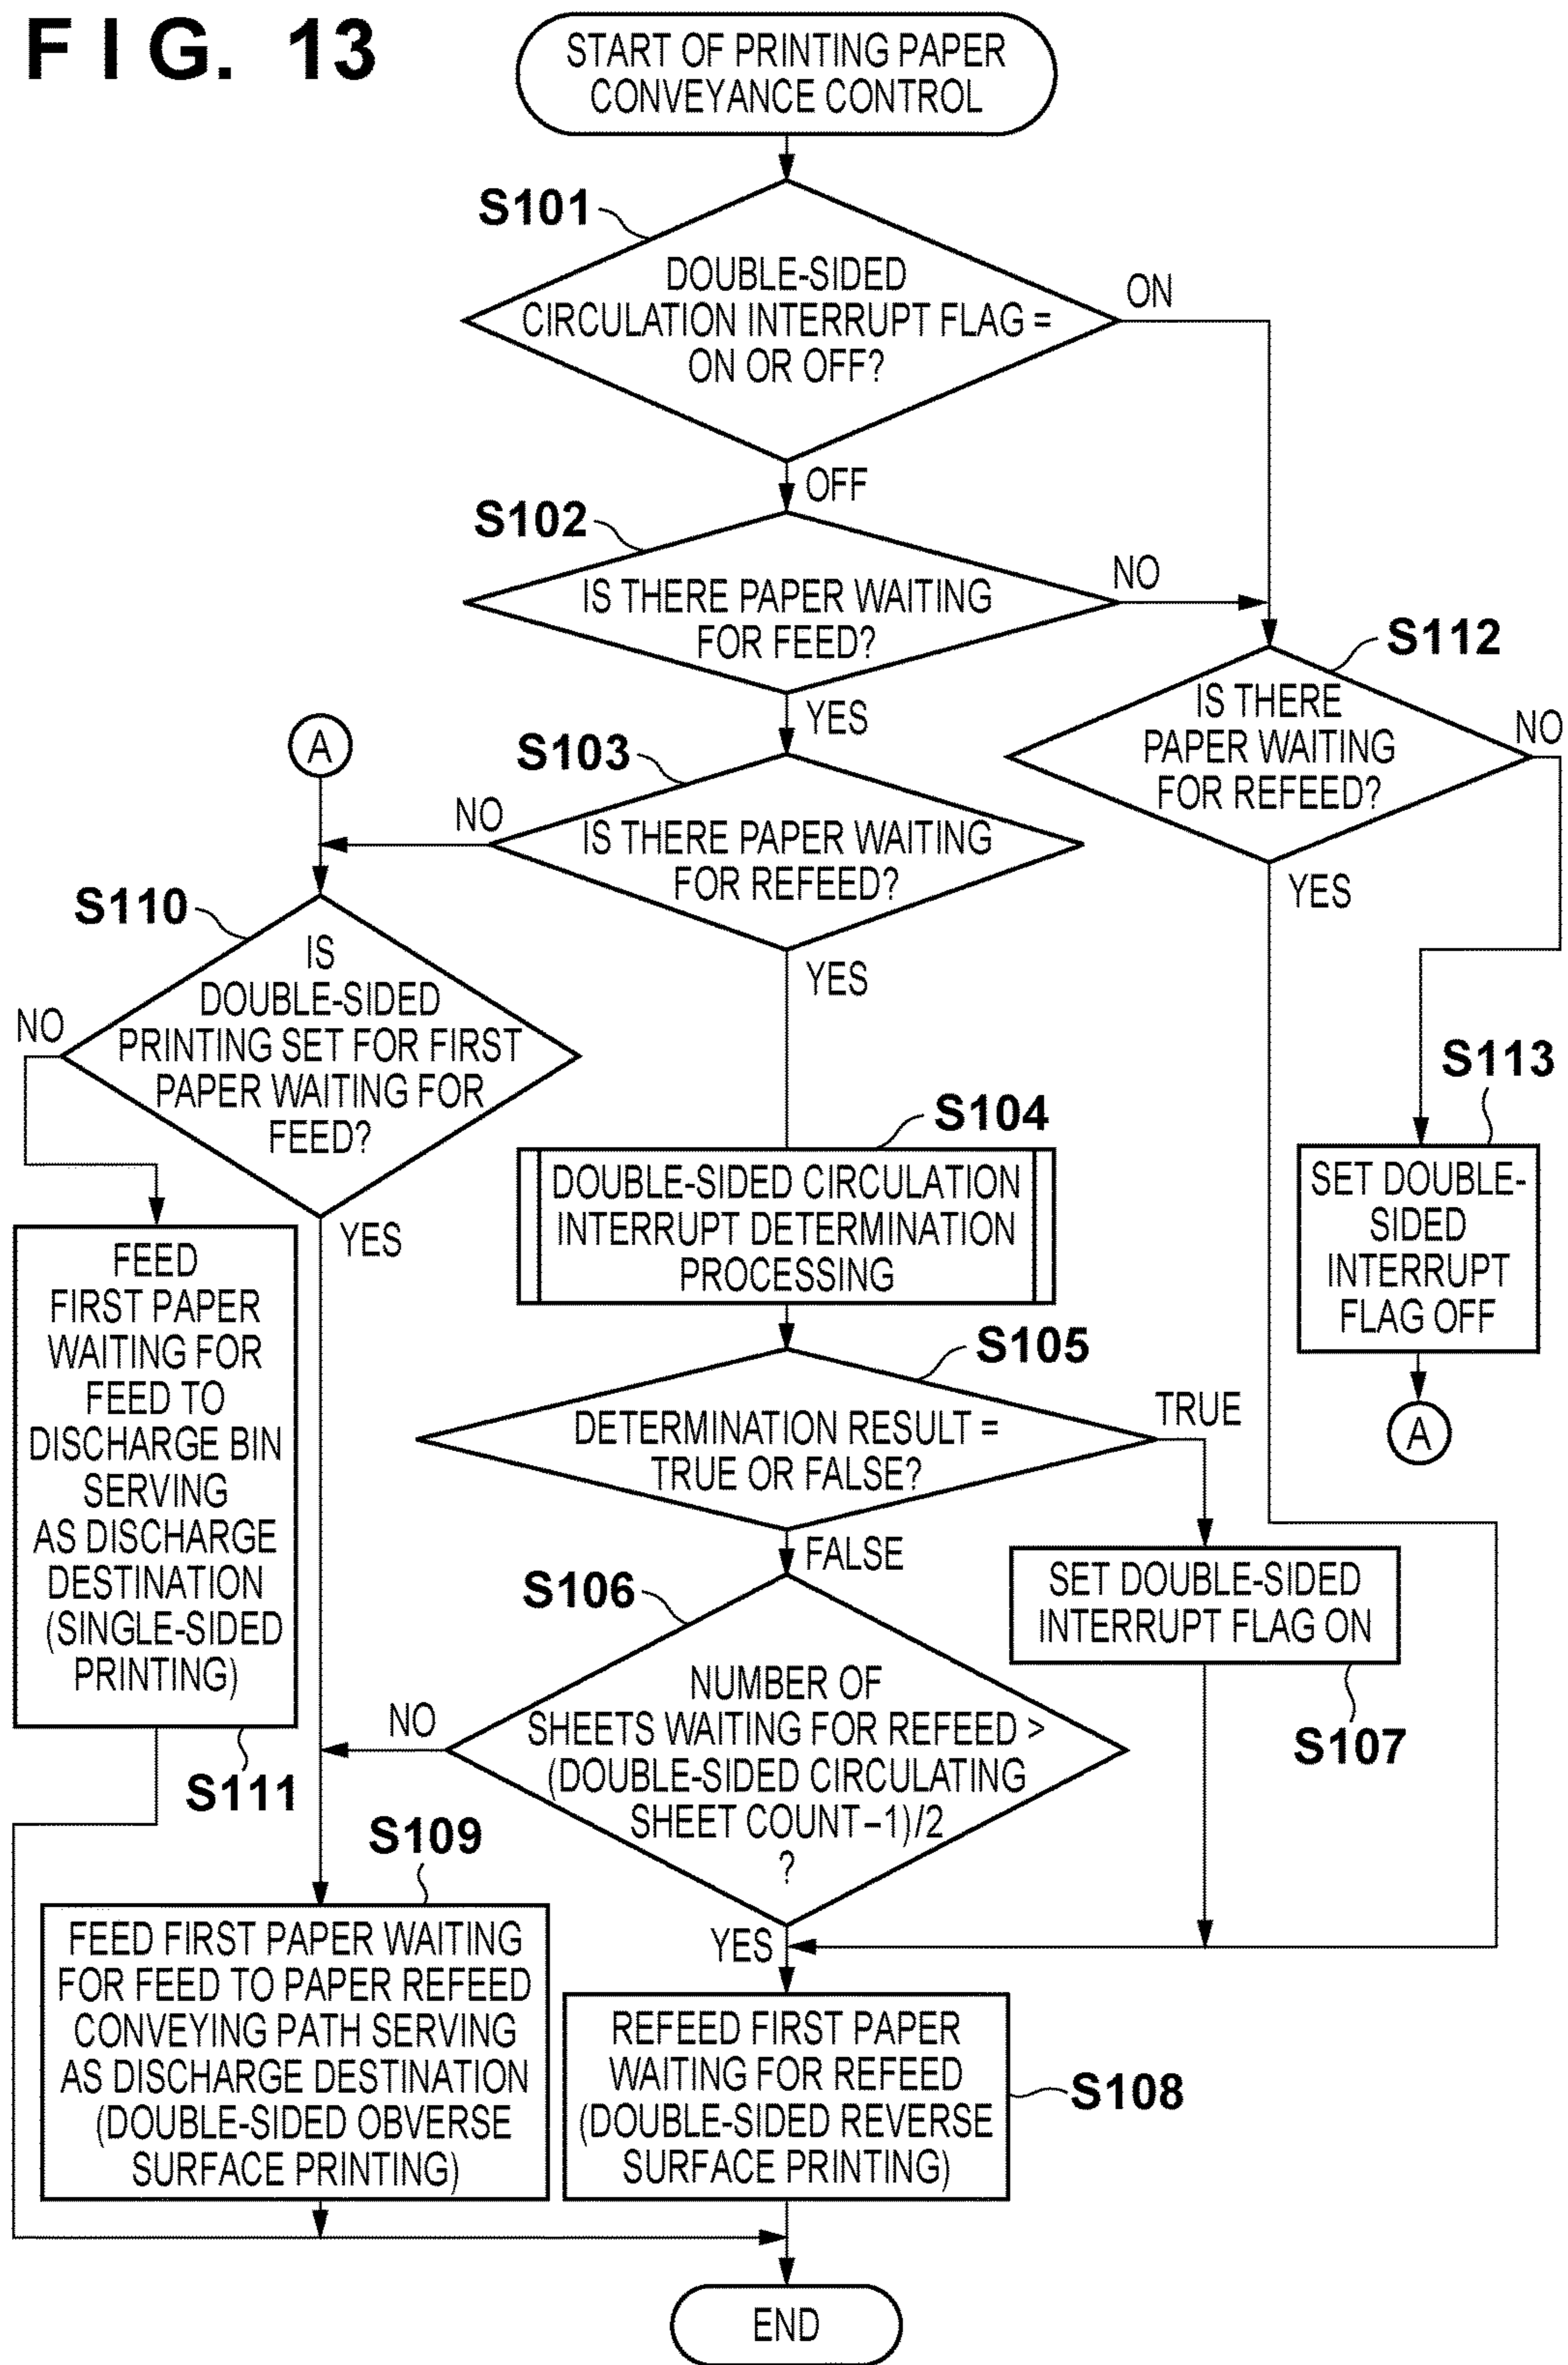 FIG. 13
START OF PRINTING PAPER
CONVEYANCE CONTROL
S101
DOUBLE-SIDED
CIRCULATION INTERRUPT FLAG =
ON OR OFF?
ON
OFF
S102
IS THERE PAPER WAITING
FOR FEED?
NO
YES
S112
IS THERE
PAPER WAITING
FOR REFEED?
NO
YES
A
S103
IS THERE PAPER WAITING
FOR REFEED?
NO
YES
S110
IS
DOUBLE-SIDED
PRINTING SET FOR FIRST
PAPER WAITING FOR
FEED?
NO
YES
S113
SET DOUBLE-
SIDED
INTERRUPT
FLAG OFF
A
S104
DOUBLE-SIDED CIRCULATION
INTERRUPT DETERMINATION
PROCESSING
FEED
FIRST PAPER
WAITING FOR
FEED TO
DISCHARGE BIN
SERVING
AS DISCHARGE
DESTINATION
(SINGLE-SIDED
PRINTING)
S111
S105
DETERMINATION RESULT =
TRUE OR FALSE?
TRUE
FALSE
S106
NUMBER OF
SHEETS WAITING FOR REFEED >
(DOUBLE-SIDED CIRCULATING
SHEET COUNT–1)/2
?
NO
YES
SET DOUBLE-SIDED
INTERRUPT FLAG ON
S107
S109
FEED FIRST PAPER WAITING
FOR FEED TO PAPER REFEED
CONVEYING PATH SERVING
AS DISCHARGE DESTINATION
(DOUBLE-SIDED OBVERSE
SURFACE PRINTING)
REFEED FIRST PAPER
WAITING FOR REFEED
(DOUBLE-SIDED REVERSE
SURFACE PRINTING)
S108
END